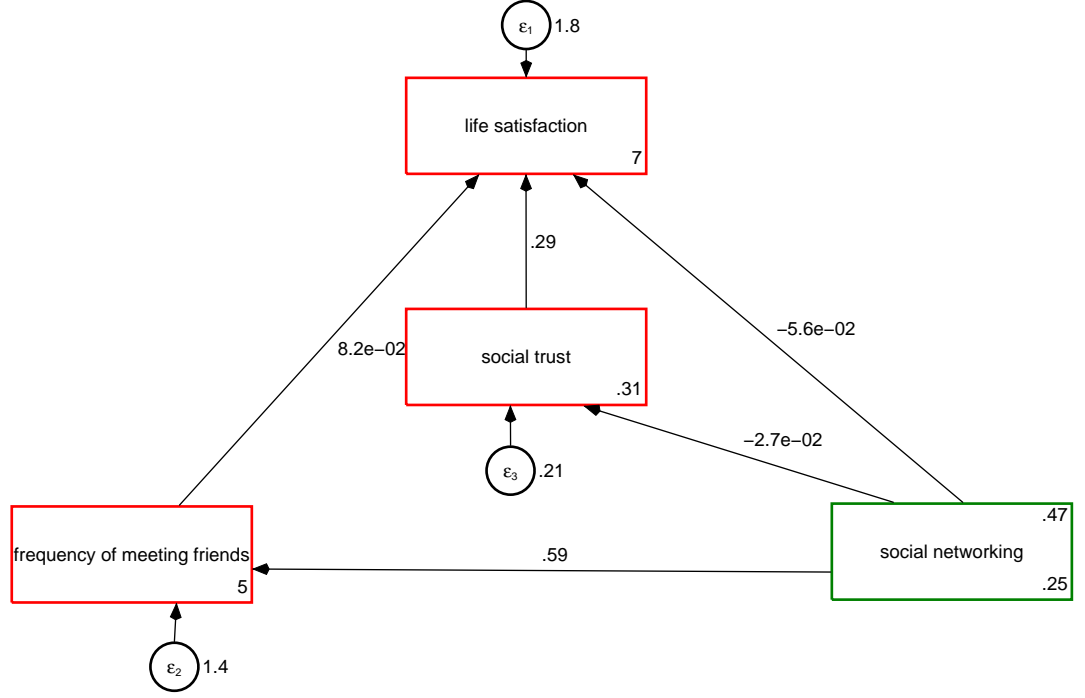 ε₁ 1.8
life satisfaction
7
.29
8.2e−02
−5.6e−02
social trust
.31
−2.7e−02
ε₃ .21
.47
frequency of meeting friends
.59
social networking
5
.25
ε₂ 1.4